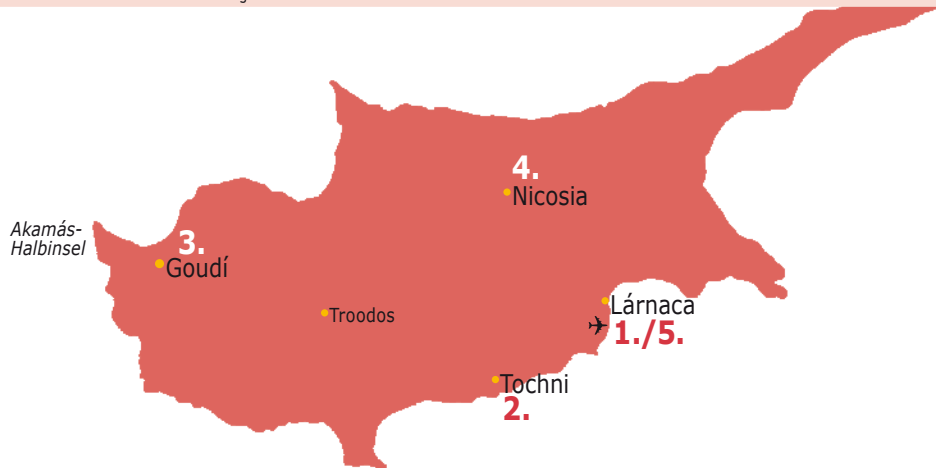 4.
Nicosia
Akamás-
Halbinsel
3.
Goudí
Lárnaca
1./5.
Troodos
Tochni
2.